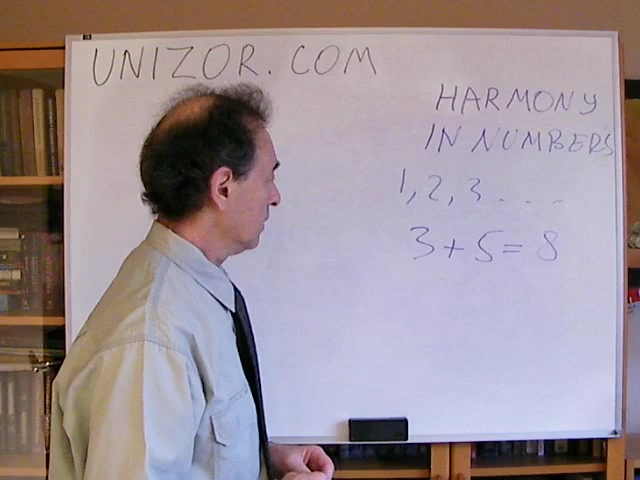 UNIZOR.COM
HARMONY
IN NUMBERS
1, 2, 3 . . . .
3 + 5 = 8